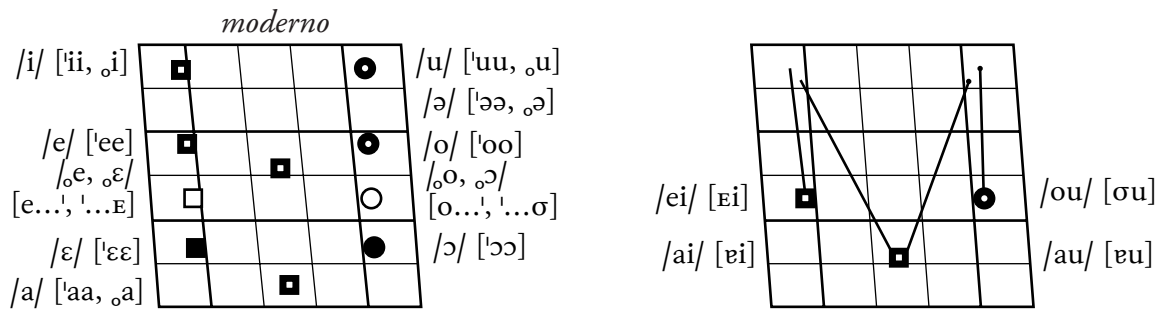 moderno
/i/ [ˈii, ˳i]
/u/ [ˈuu, ˳u]
/ə/ [ˈəə, ˳ə]
/e/ [ˈee]
/o/ [ˈoo]
/˳e, ˳ɛ/
/˳o, ˳ɔ/
[e…ˈ, ˈ…ᴇ]
[o…ˈ, ˈ…ɷ]
/ɛ/ [ˈɛɛ]
/ɔ/ [ˈɔɔ]
/a/ [ˈaa, ˳a]
/ei/ [ᴇi]
/ou/ [σu]
/ai/ [ɐi]
/au/ [ɐu]